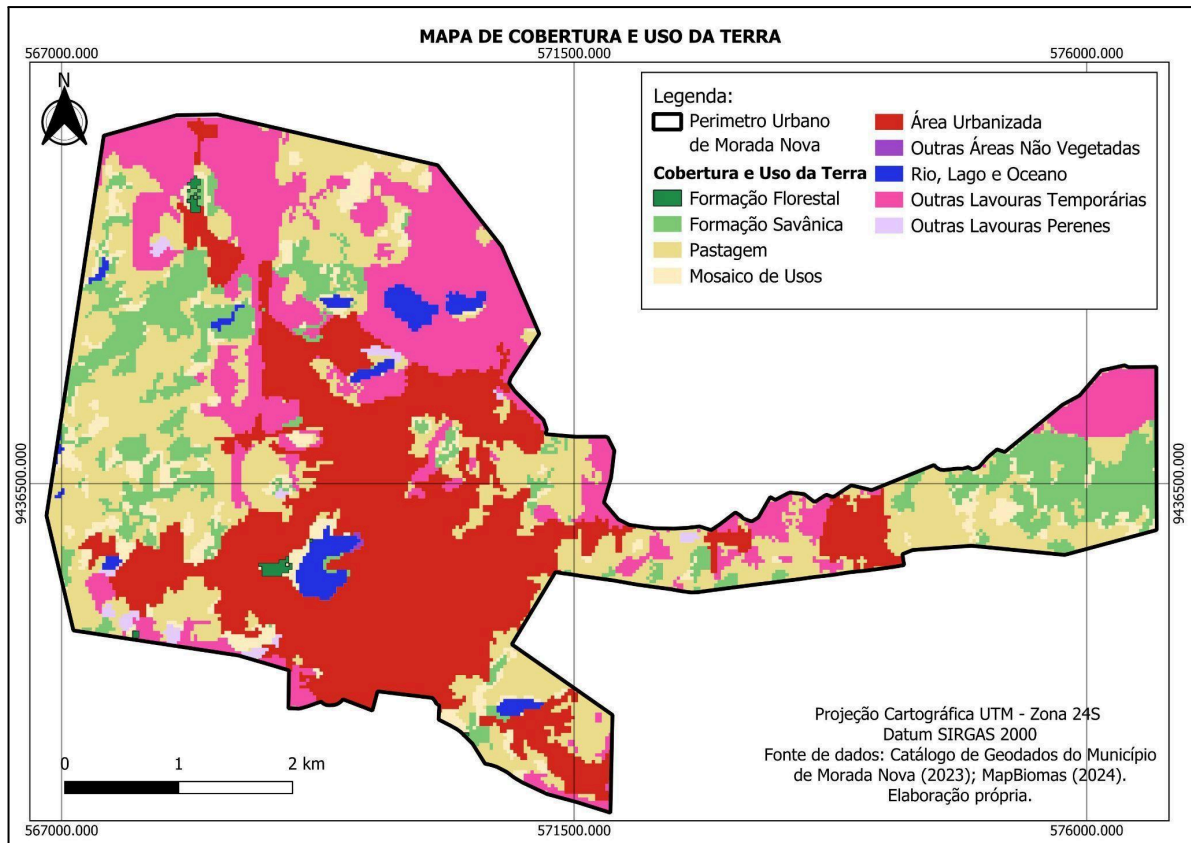 MAPA DE COBERTURA E USO DA TERRA
567000.000
571500.000
576000.000
N
Legenda:
Perimetro Urbano
de Morada Nova
Cobertura e Uso da Terra
Formação Florestal
Formação Savânica
Pastagem
Mosaico de Usos
Área Urbanizada
Outras Áreas Não Vegetadas
Rio, Lago e Oceano
Outras Lavouras Temporárias
Outras Lavouras Perenes
9436500.000
9436500.000
Projeção Cartográfica UTM - Zona 24S
Datum SIRGAS 2000
Fonte de dados: Catálogo de Geodados do Município
de Morada Nova (2023); MapBiomas (2024).
Elaboração própria.
0 1 2 km
567000.000
571500.000
576000.000